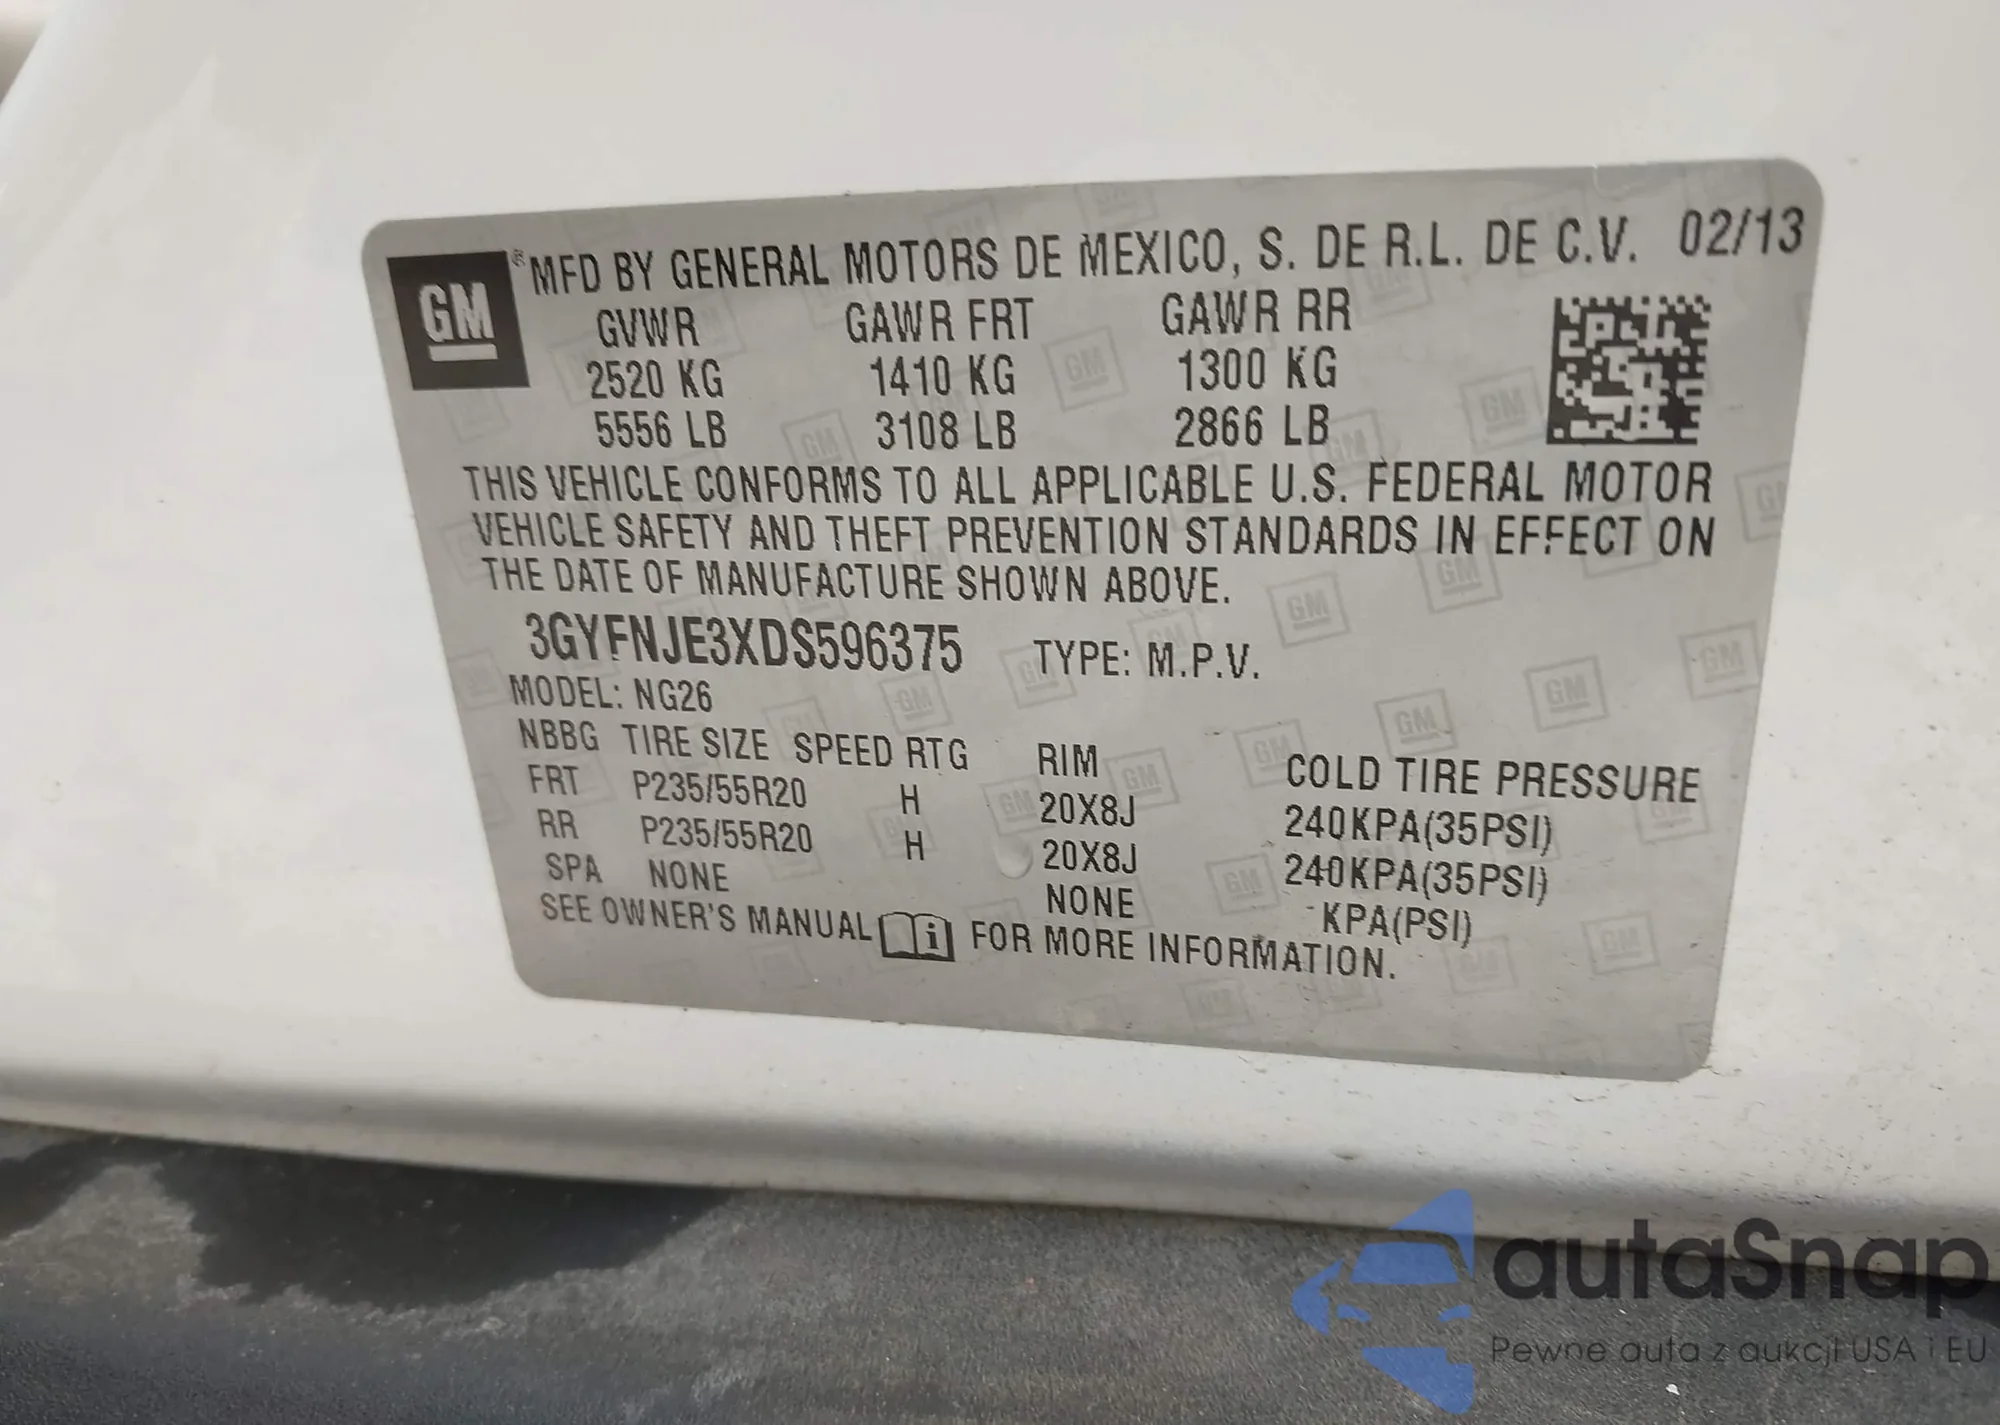 GM
® MFD BY GENERAL MOTORS DE MEXICO, S. DE R.L. DE C.V. 02/13
GVWR GAWR FRT GAWR RR
2520 KG 1410 KG 1300 KG
5556 LB 3108 LB 2866 LB
THIS VEHICLE CONFORMS TO ALL APPLICABLE U.S. FEDERAL MOTOR
VEHICLE SAFETY AND THEFT PREVENTION STANDARDS IN EFFECT ON
THE DATE OF MANUFACTURE SHOWN ABOVE.
3GYFNJE3XDS596375 TYPE: M.P.V.
MODEL: NG26
NBBG TIRE SIZE SPEED RTG RIM COLD TIRE PRESSURE
FRT P235/55R20 H 20X8J 240KPA(35PSI)
RR P235/55R20 H 20X8J 240KPA(35PSI)
SPA NONE NONE -KPA(PSI)
SEE OWNER'S MANUAL i FOR MORE INFORMATION.
autaSnap
Pewne auta z aukcji USA i EU